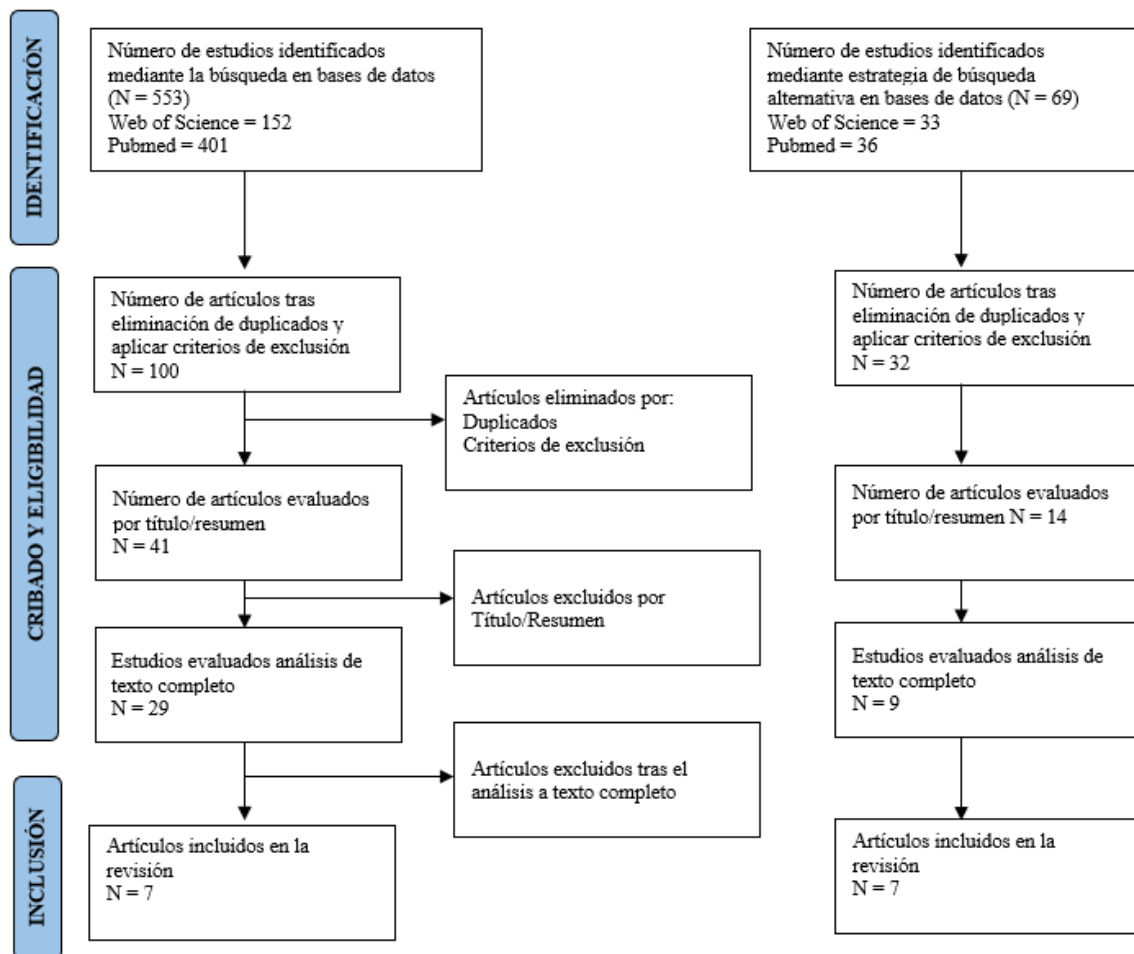 IDENTIFICACIÓN
Número de estudios identificados
mediante la búsqueda en bases de datos
(N = 553)
Web of Science = 152
Pubmed = 401
Número de estudios identificados
mediante estrategia de búsqueda
alternativa en bases de datos (N = 69)
Web of Science = 33
Pubmed = 36
CRIBADO Y ELIGIBILIDAD
Número de artículos tras
eliminación de duplicados y
aplicar criterios de exclusión
N = 100
Número de artículos tras
eliminación de duplicados y
aplicar criterios de exclusión
N = 32
Artículos eliminados por:
Duplicados
Criterios de exclusión
Número de artículos evaluados
por título/resumen
N = 41
Número de artículos evaluados
por título/resumen N = 14
Artículos excluidos por
Título/Resumen
Estudios evaluados análisis de
texto completo
N = 29
Estudios evaluados análisis de
texto completo
N = 9
Artículos excluidos tras el
análisis a texto completo
INCLUSIÓN
Artículos incluidos en la
revisión
N = 7
Artículos incluidos en la
revisión
N = 7